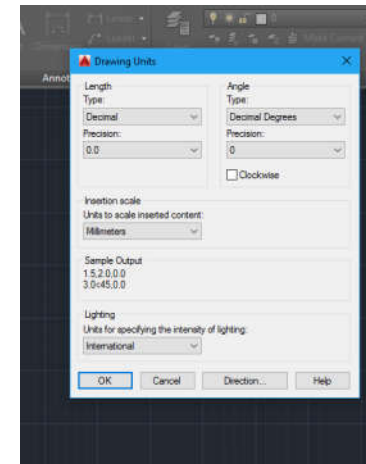 Annot
Drawing Units
Length
Type:
Decimal
Precision:
0.0
Angle
Type:
Decimal Degrees
Precision:
0
Clockwise
Insertion scale
Units to scale inserted content:
Millimeters
Sample Output
1.5,2.0,0.0
3.0<45,0.0
Lighting
Units for specifying the intensity of lighting:
International
OK
Cancel
Direction...
Help